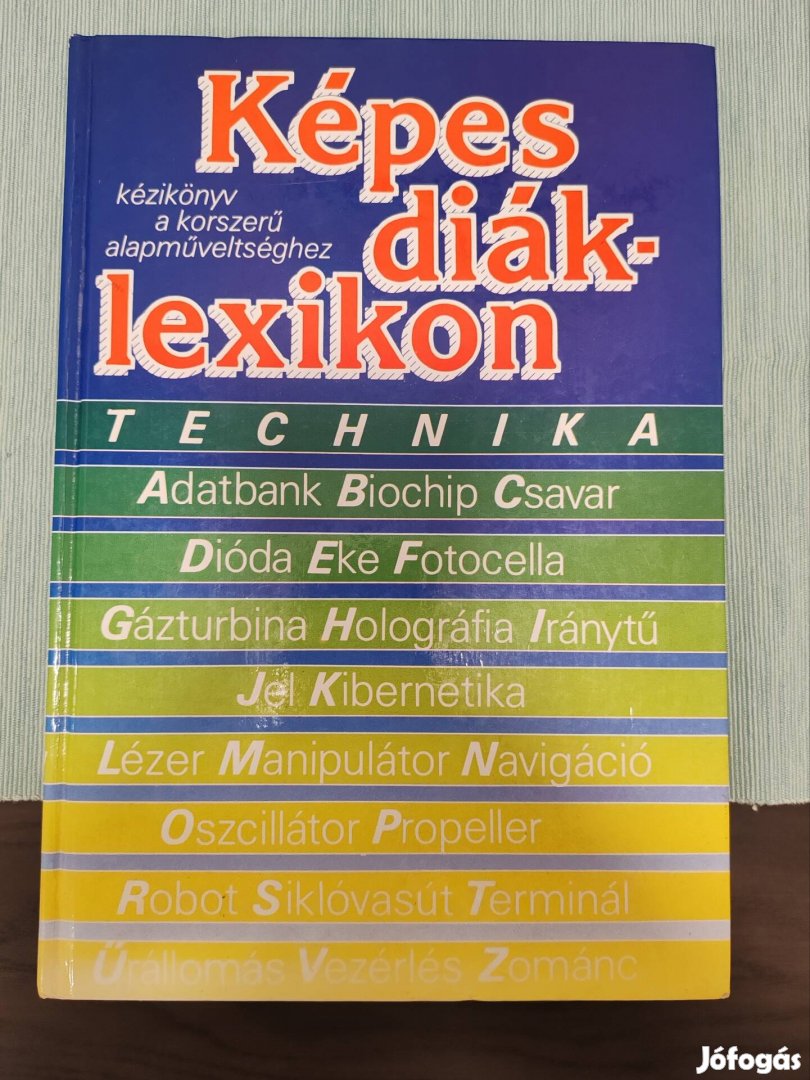 Képes
kézikönyv
a korszerű
alapműveltséghez
diák-
lexikon
TECHNIKA
Adatbank Biochip Csavar
Dióda Eke Fotocella
Gázturbina Holográfia Iránytű
Jel Kibernetika
Lézer Manipulátor Navigáció
Oszcillátor Propeller
Robot Siklóvasút Terminál
Űrállomás Vezérlés Zománc
Jófogás